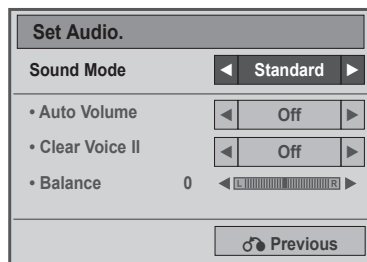 Set Audio.
Sound Mode ◀ Standard ▶
• Auto Volume ◀ Off ▶
• Clear Voice II ◀ Off ▶
• Balance 0 ◀ L R ▶
Previous